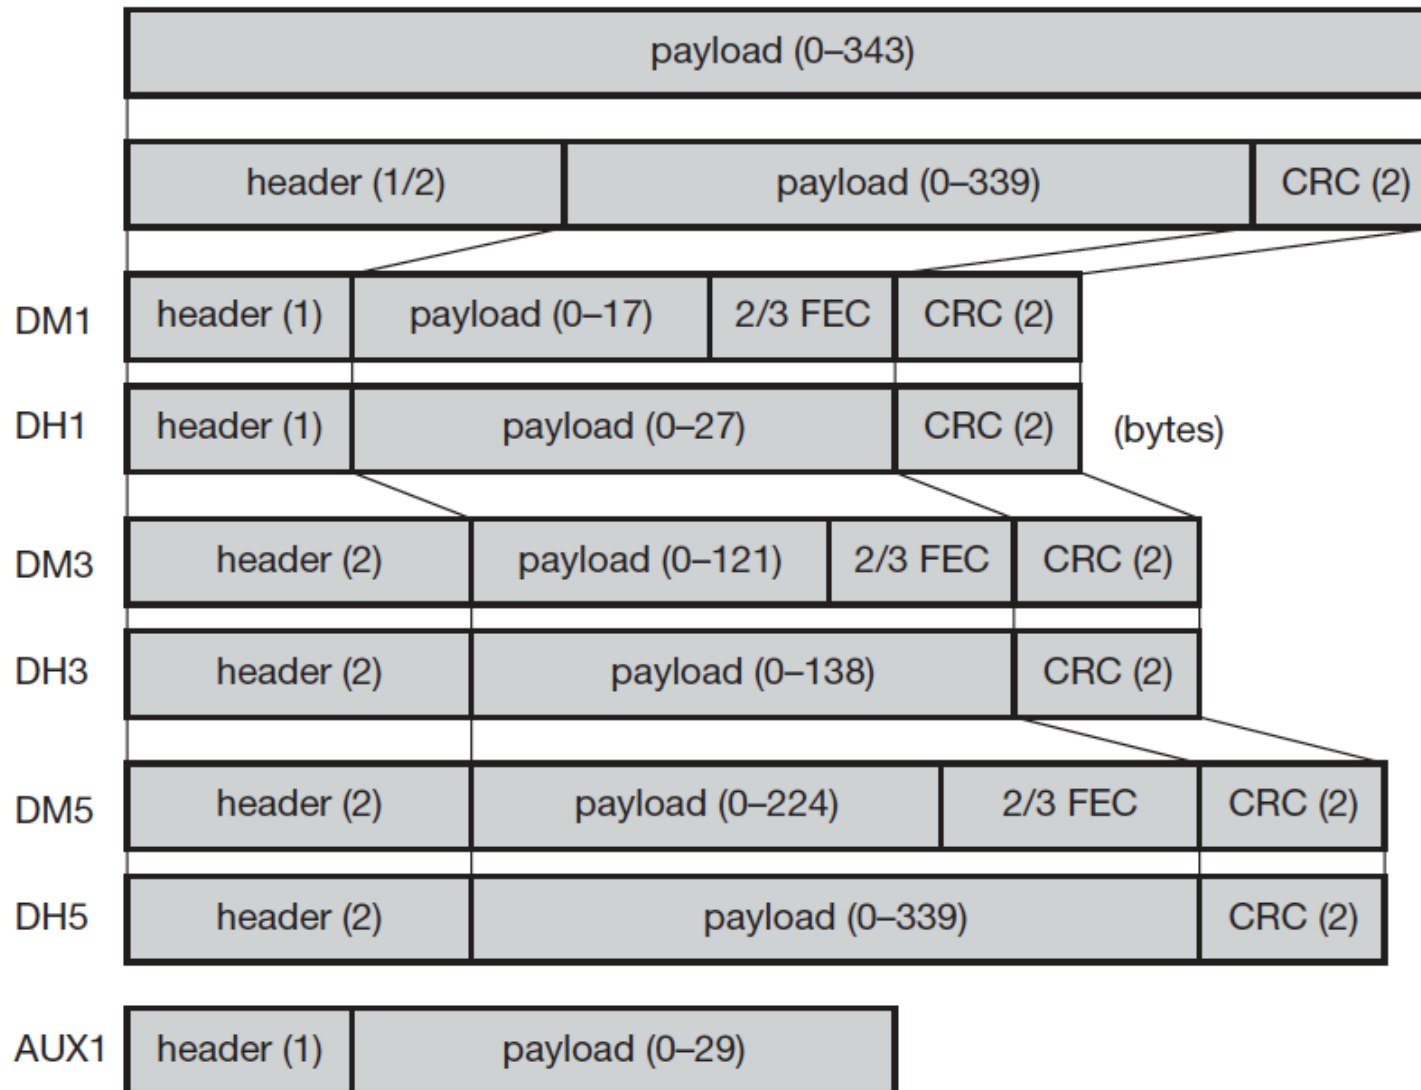 payload (0–343)
header (1/2) payload (0–339) CRC (2)
DM1 header (1) payload (0–17) 2/3 FEC CRC (2)
DH1 header (1) payload (0–27) CRC (2) (bytes)
DM3 header (2) payload (0–121) 2/3 FEC CRC (2)
DH3 header (2) payload (0–138) CRC (2)
DM5 header (2) payload (0–224) 2/3 FEC CRC (2)
DH5 header (2) payload (0–339) CRC (2)
AUX1 header (1) payload (0–29)